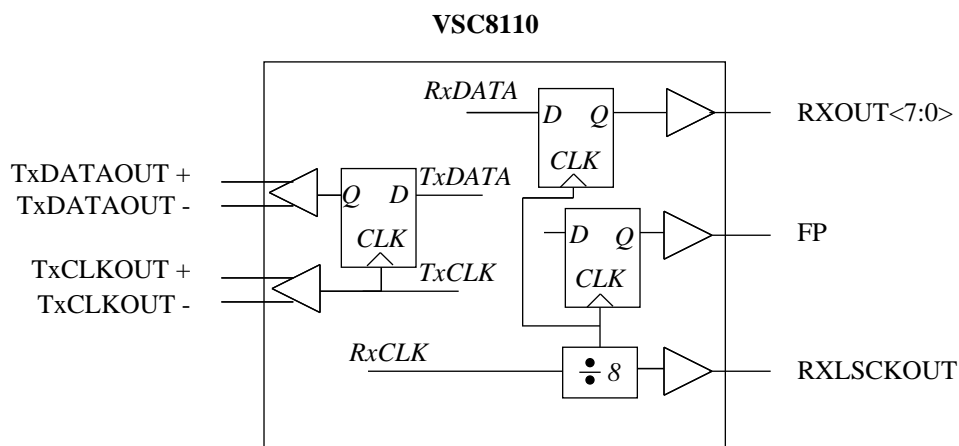 VSC8110
RxDATA
D Q
CLK
RXOUT<7:0>
TxDATAOUT +
TxDATAOUT -
Q D
CLK
TxDATA
D Q
CLK
FP
TxCLKOUT +
TxCLKOUT -
TxCLK
RxCLK
÷ 8
RXLSCKOUT